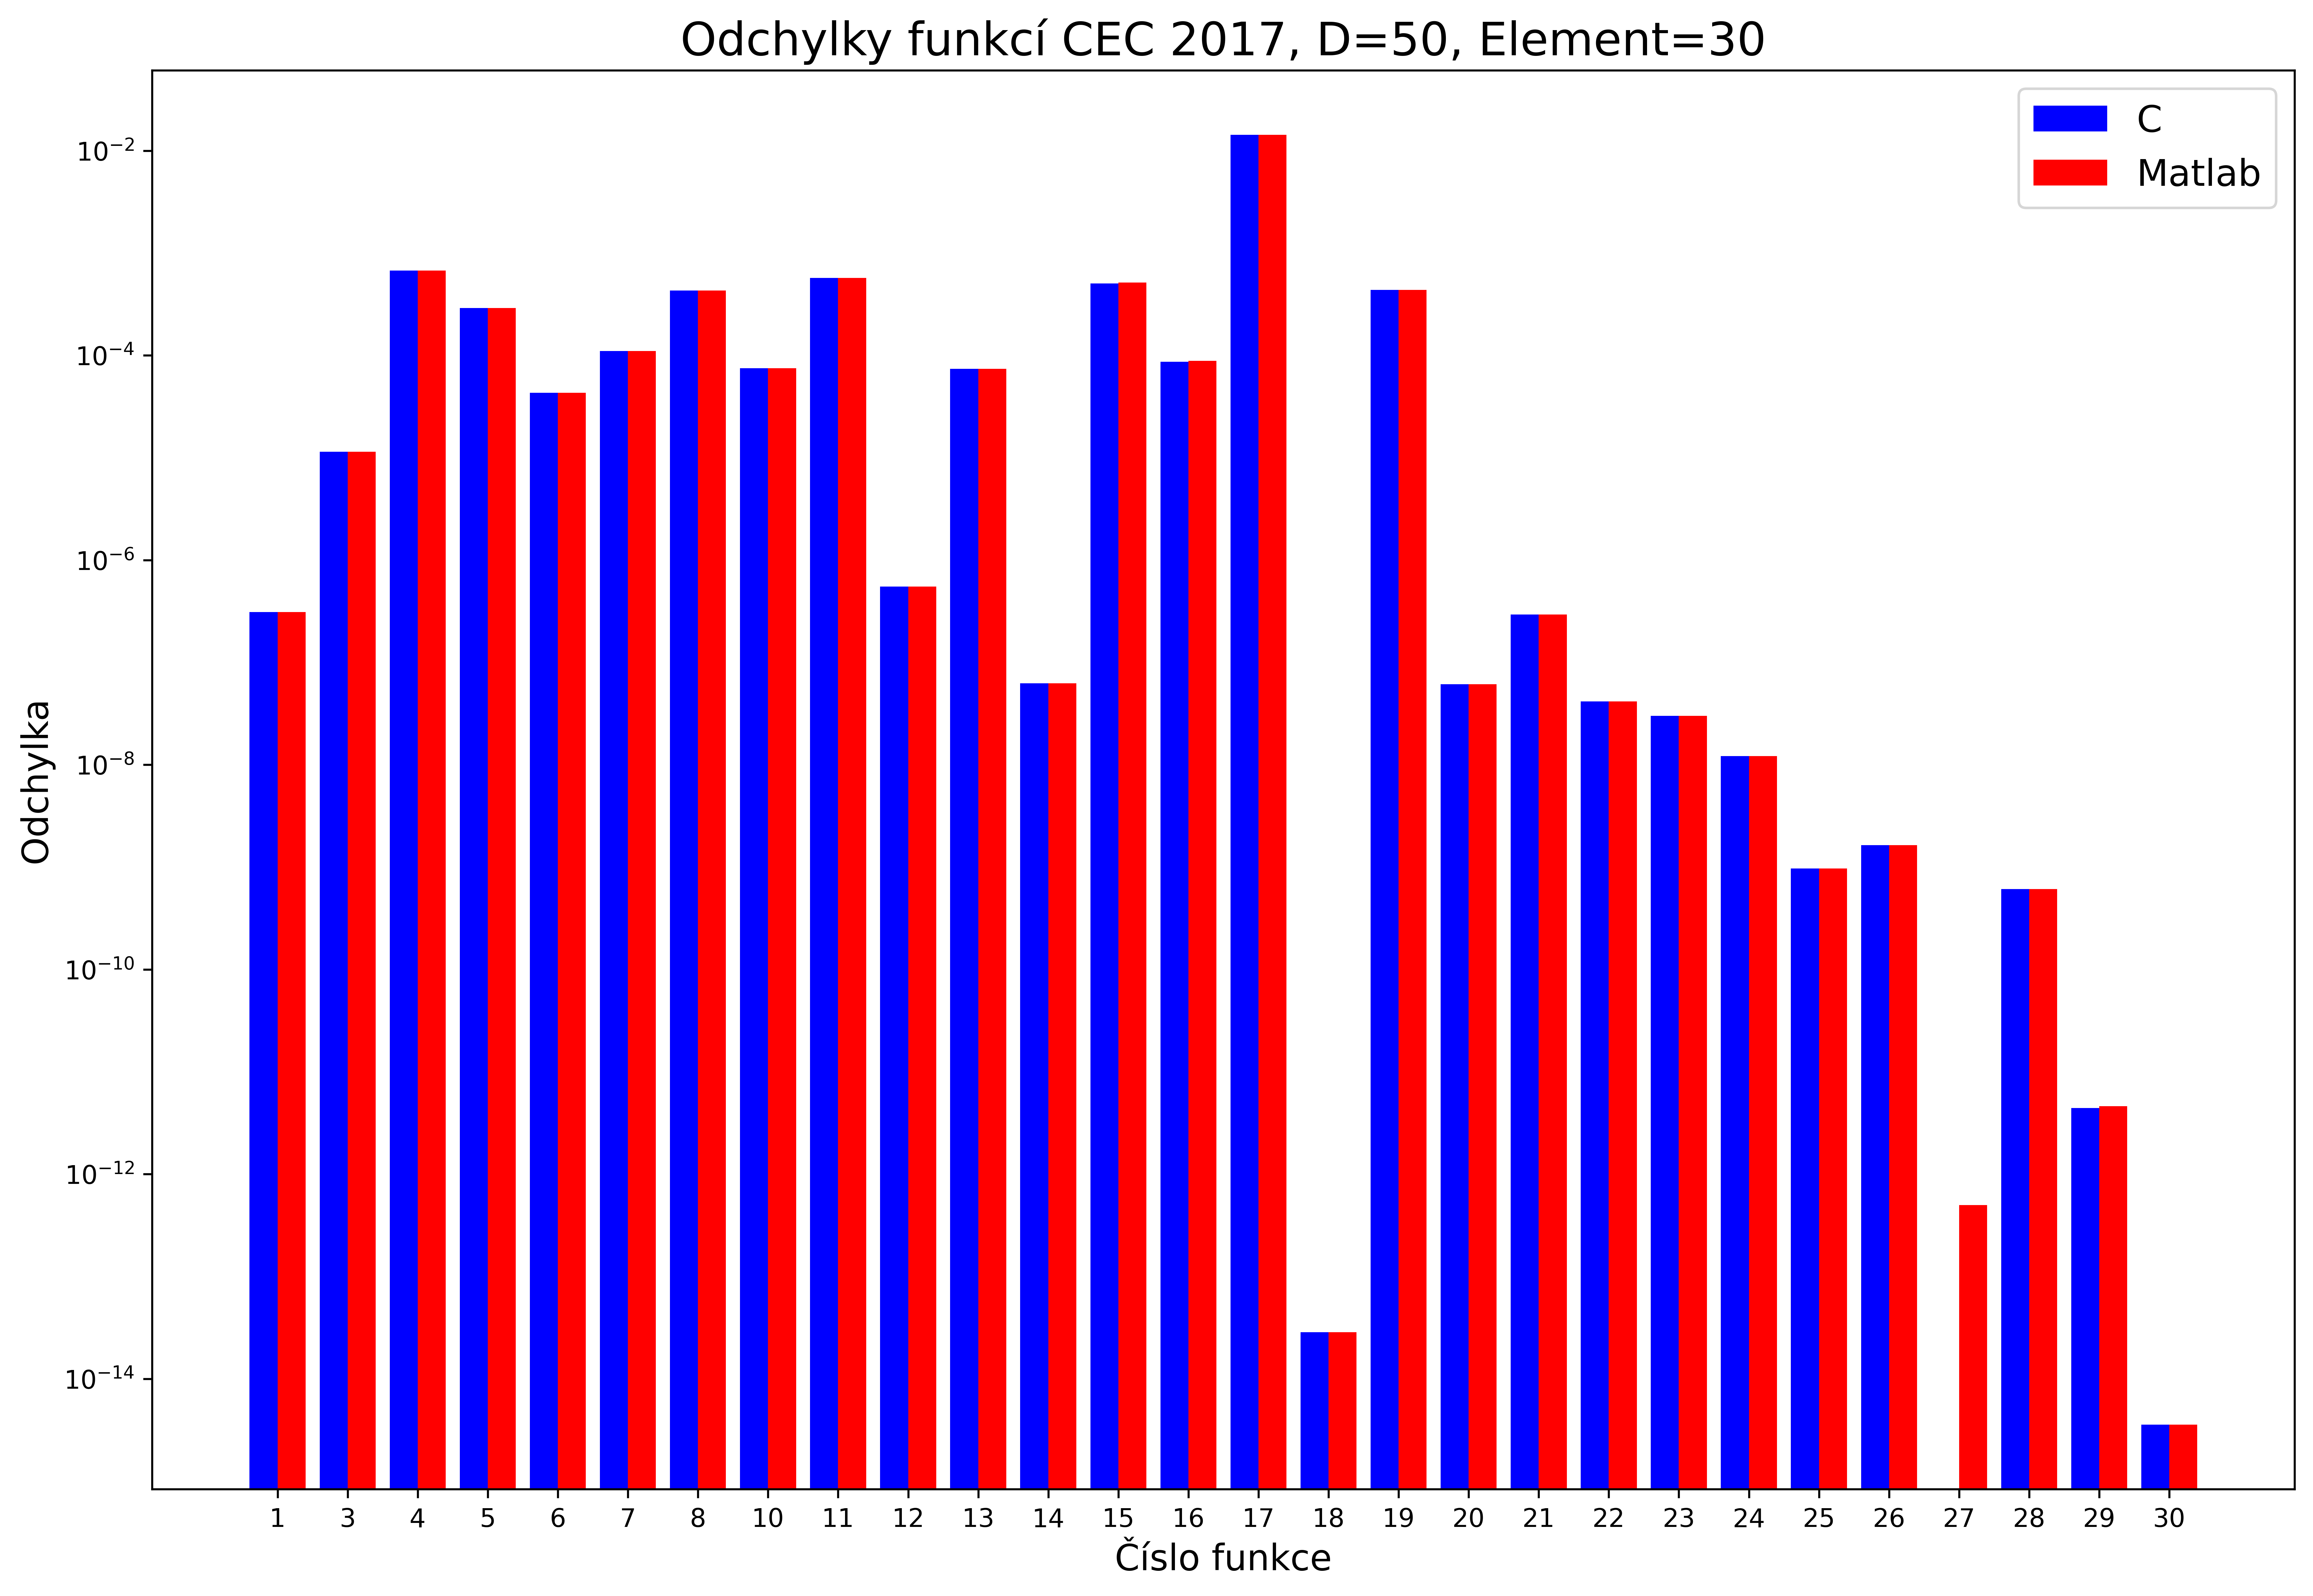 Odchylky funkcí CEC 2017, D=50, Element=30
C
Matlab
Odchylka
10⁻²
10⁻⁴
10⁻⁶
10⁻⁸
10⁻¹⁰
10⁻¹²
10⁻¹⁴
1 3 4 5 6 7 8 10 11 12 13 14 15 16 17 18 19 20 21 22 23 24 25 26 27 28 29 30
Číslo funkce